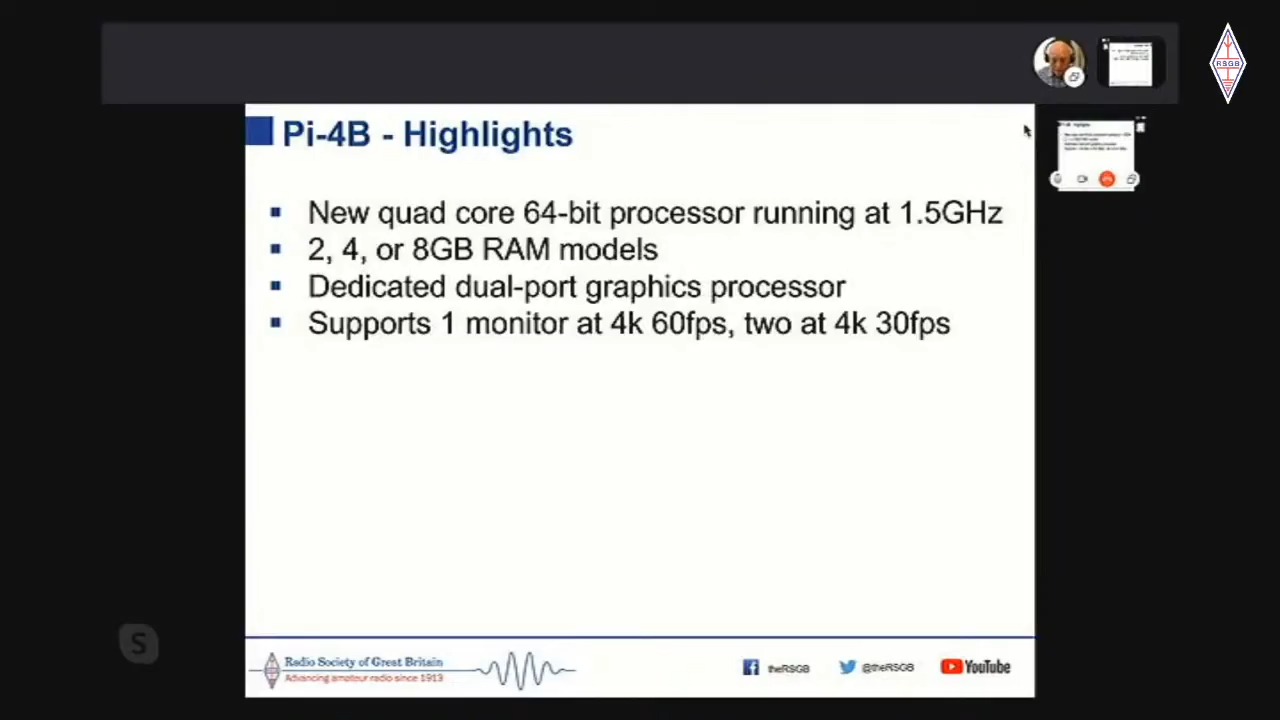 RSGB
Pi-4B - Highlights
New quad core 64-bit processor running at 1.5GHz
2, 4, or 8GB RAM models
Dedicated dual-port graphics processor
Supports 1 monitor at 4k 60fps, two at 4k 30fps
S
Radio Society of Great Britain
Advancing amateur radio since 1913
theRSGB
@theRSGB
YouTube